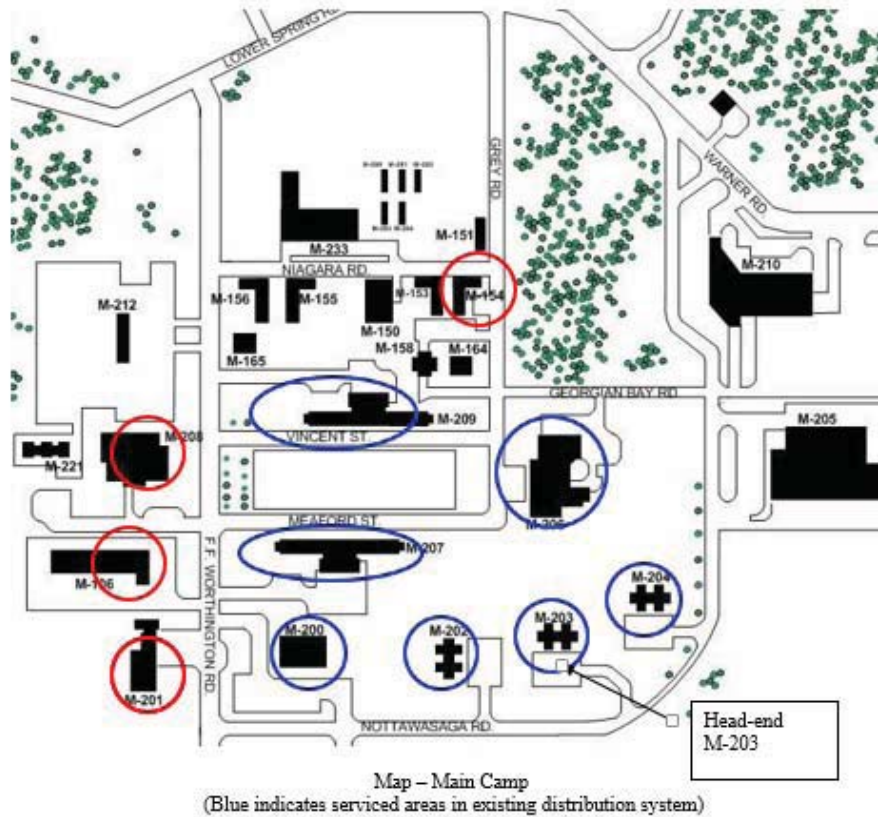 LOWER SPRING RD.
GREY RD.
WARNER RD.
M-151
M-233
NIAGARA RD.
M-210
M-156
M-155
M-153
M-154
M-212
M-150
M-165
M-158
M-164
GEORGIAN BAY RD.
M-208
M-209
M-205
VINCENT ST.
M-221
MEAFORD ST.
M-206
F.F. WORTHINGTON RD.
M-207
M-106
M-204
M-200
M-202
M-203
M-201
NOTTAWASAGA RD.
Head-end
M-203
Map – Main Camp
(Blue indicates serviced areas in existing distribution system)